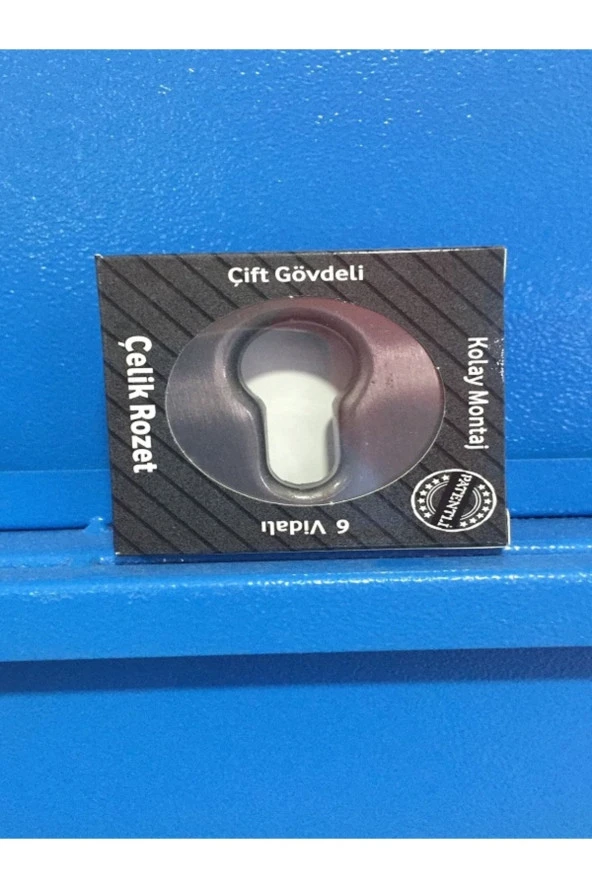 Çift Gövdeli
Çelik Rozet
Kolay Montaj
PATENTLİ
6 Vidalı